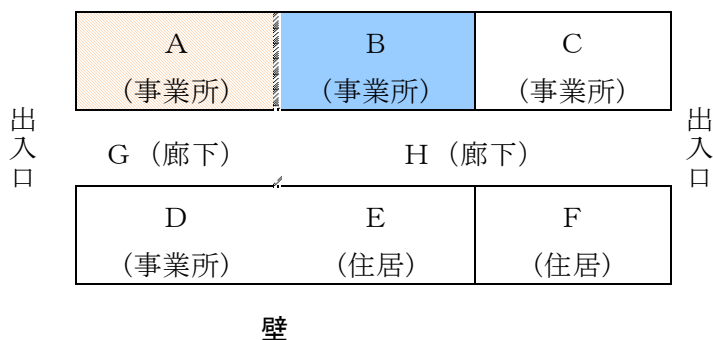 A
(事業所)
B
(事業所)
C
(事業所)
出入口
G (廊下)
H (廊下)
出入口
D
(事業所)
E
(住居)
F
(住居)
壁